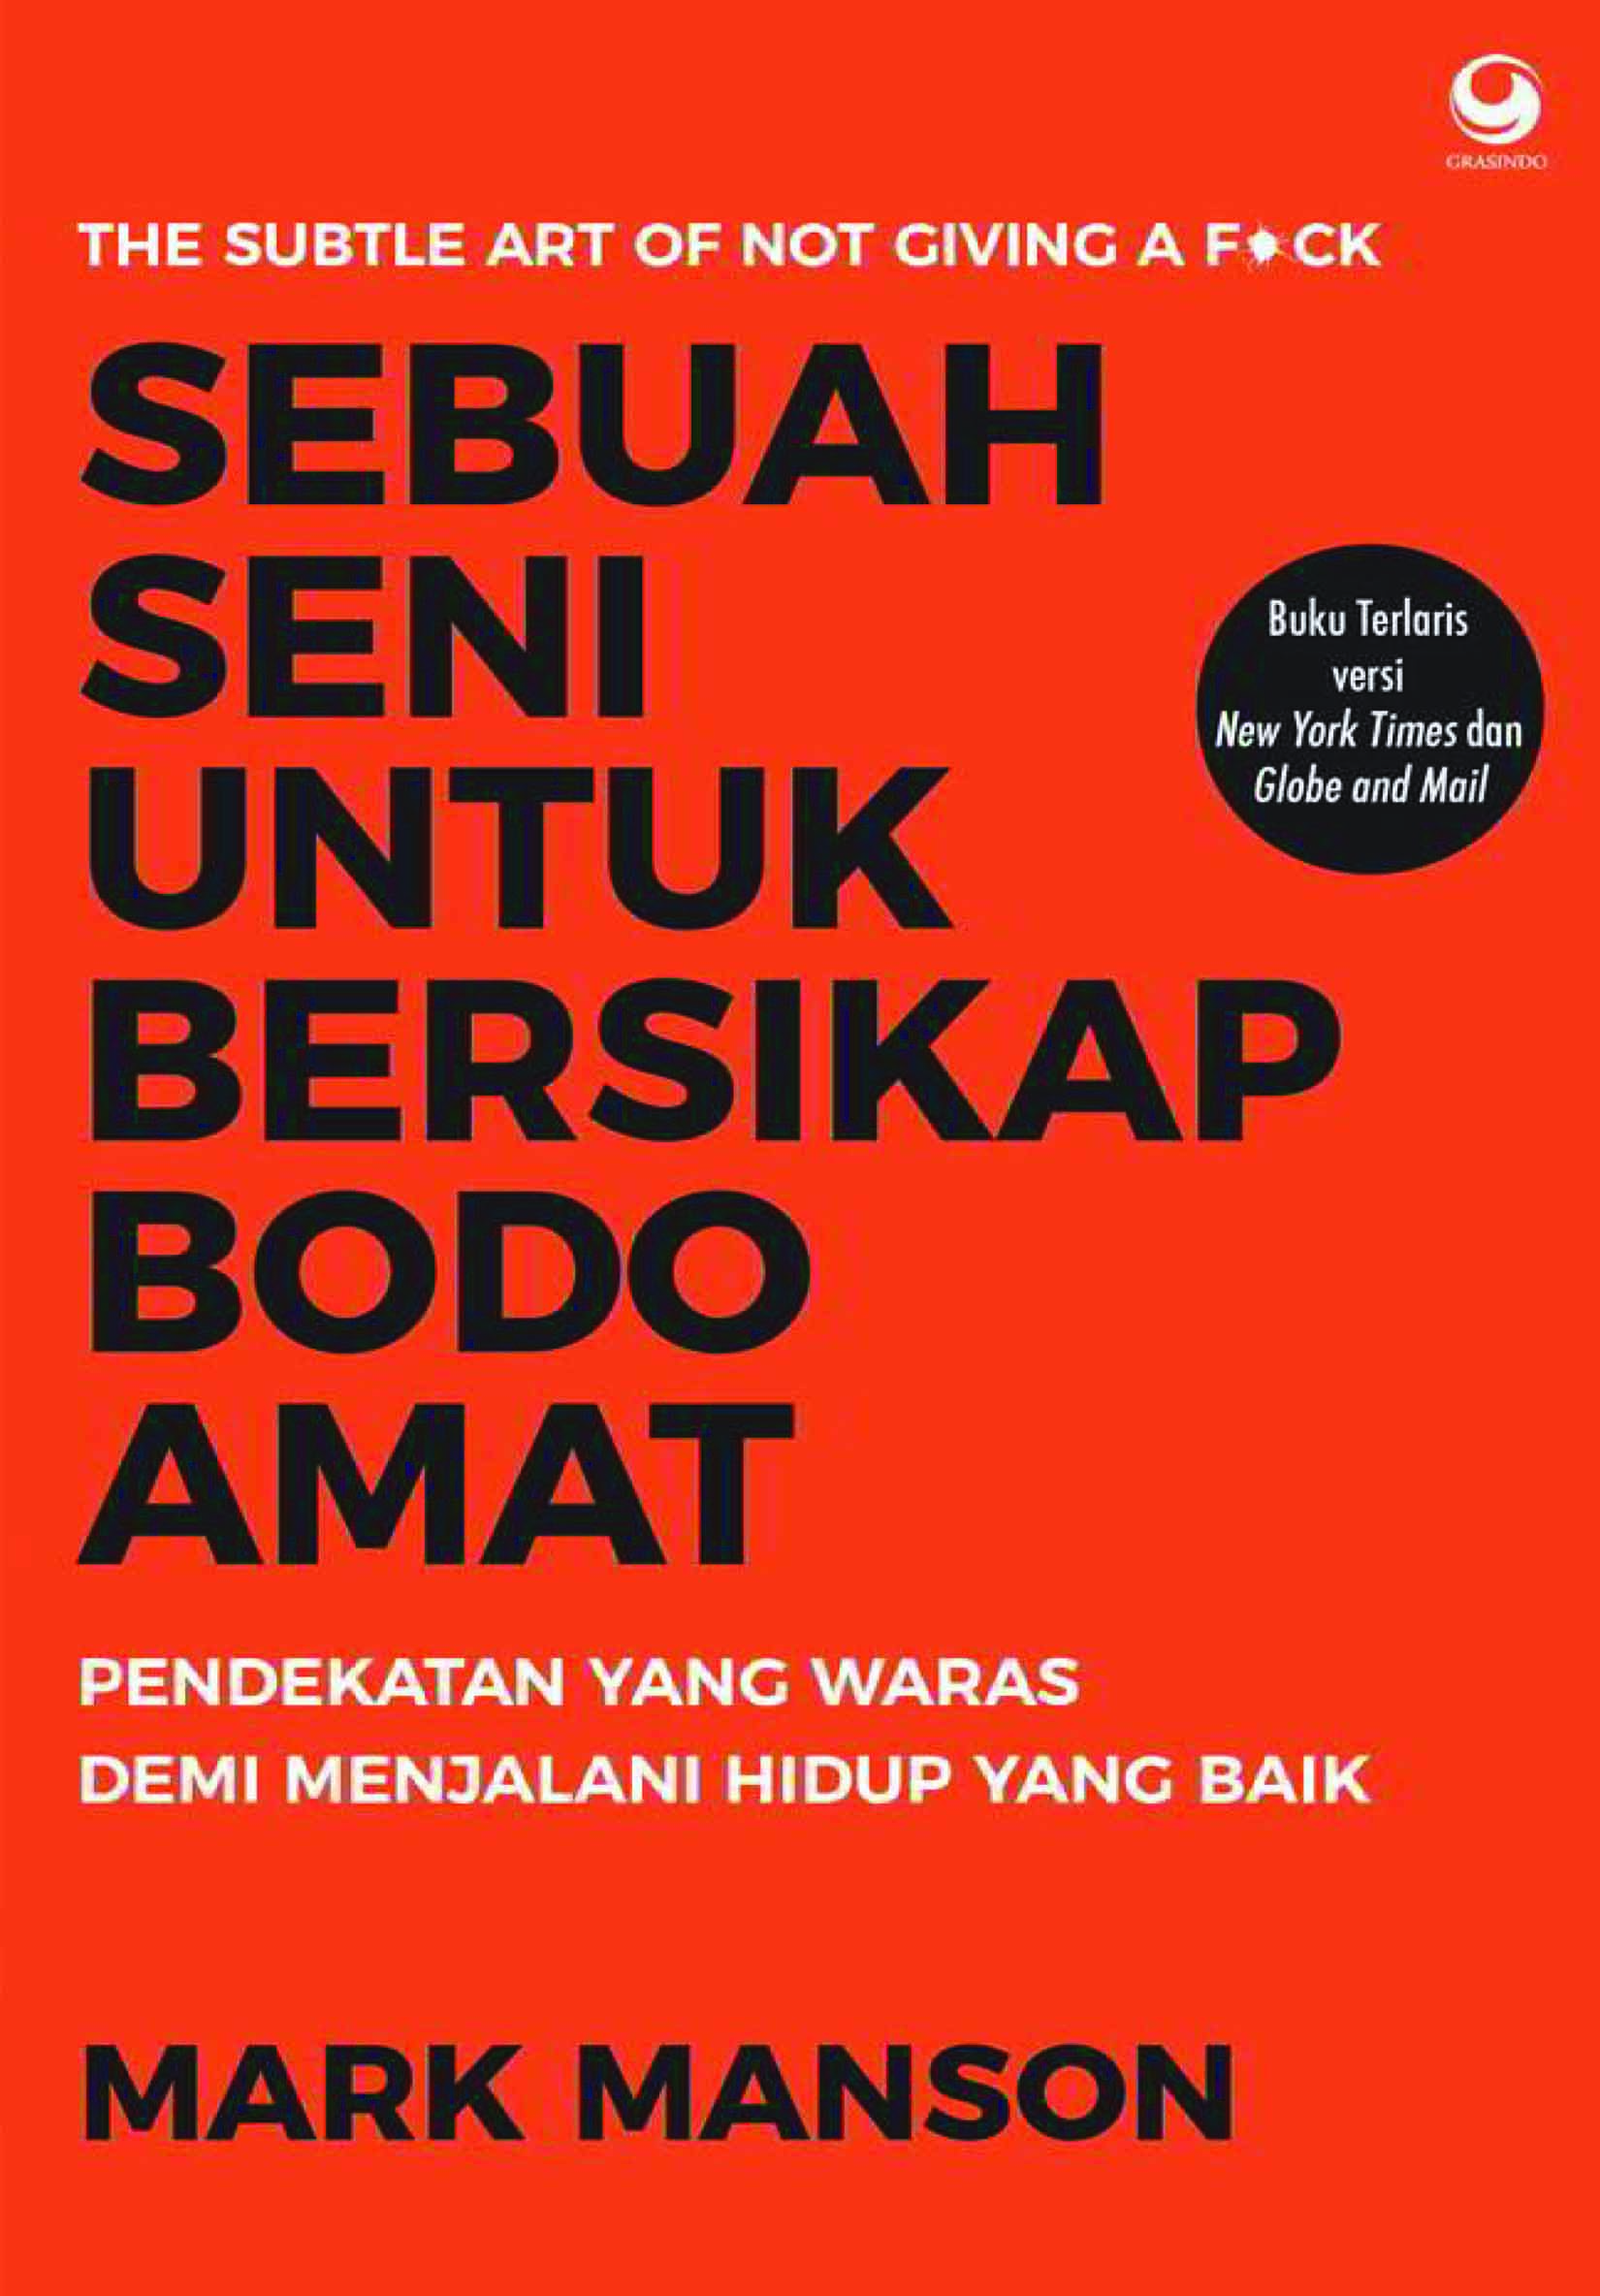 GRASINDO
THE SUBTLE ART OF NOT GIVING A F*CK
SEBUAH
SENI
UNTUK
BERSIKAP
BODO
AMAT
Buku Terlaris
versi
New York Times dan
Globe and Mail
PENDEKATAN YANG WARAS
DEMI MENJALANI HIDUP YANG BAIK
MARK MANSON